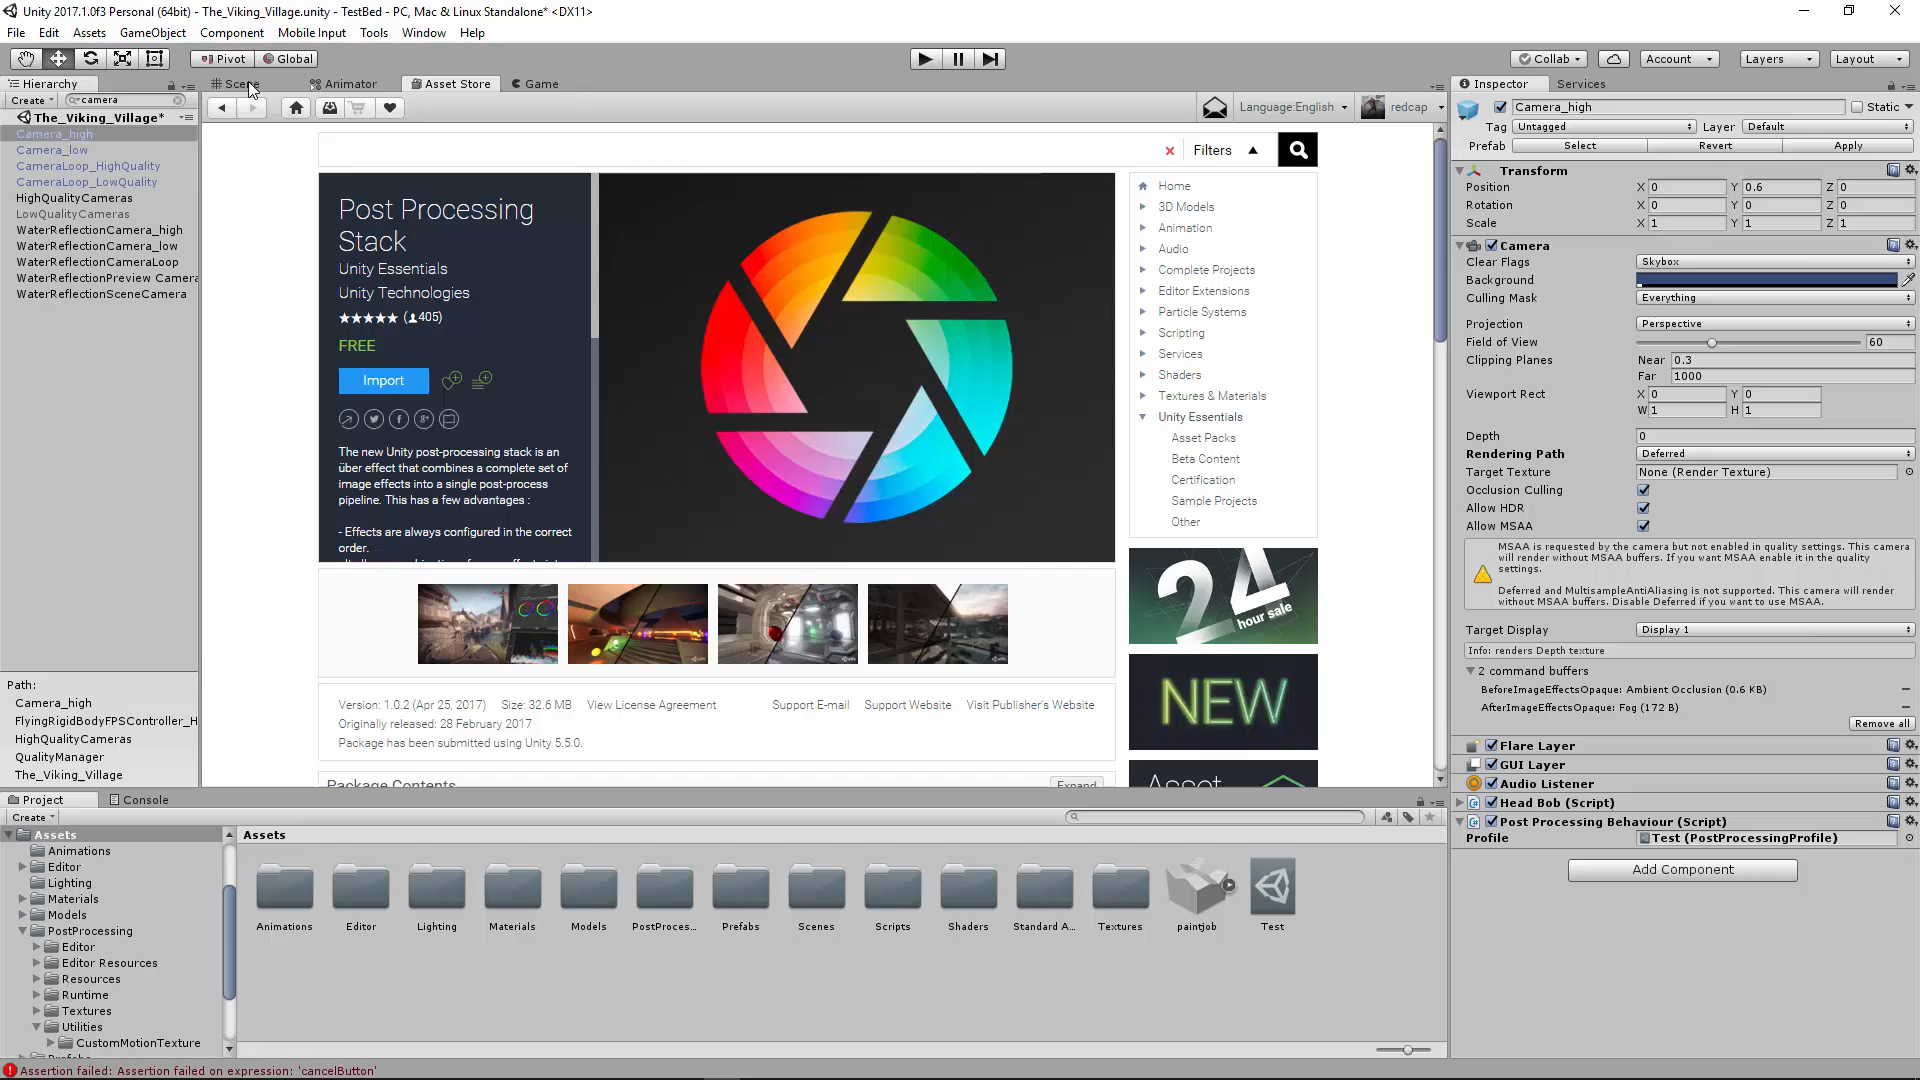 Unity 2017.1.0f3 Personal (64bit) - The_Viking_Village.unity - TestBed - PC, Mac & Linux Standalone* <DX11>
File Edit Assets GameObject Component Mobile Input Tools Window Help
Pivot Global Collab Account Layers Layout
Hierarchy
Create camera
The_Viking_Village*
Camera_high
Camera_low
CameraLoop_HighQuality
CameraLoop_LowQuality
HighQualityCameras
LowQualityCameras
WaterReflectionCamera_high
WaterReflectionCamera_low
WaterReflectionCameraLoop
WaterReflectionPreview Camera
WaterReflectionSceneCamera
Path:
Camera_high
FlyingRigidBodyFPSController_H
HighQualityCameras
QualityManager
The_Viking_Village
Scene Animator Asset Store Game
Language:English redcap
Filters
Post Processing
Stack
Unity Essentials
Unity Technologies
★★★★★ (405)
FREE
Import
The new Unity post-processing stack is an
über effect that combines a complete set of
image effects into a single post-process
pipeline. This has a few advantages :
- Effects are always configured in the correct
order.
Home
3D Models
Animation
Audio
Complete Projects
Editor Extensions
Particle Systems
Scripting
Services
Shaders
Textures & Materials
Unity Essentials
Asset Packs
Beta Content
Certification
Sample Projects
Other
24
hour sale
NEW
Asset
Version: 1.0.2 (Apr 25, 2017) Size: 32.6 MB View License Agreement Support E-mail Support Website Visit Publisher's Website
Originally released: 28 February 2017
Package has been submitted using Unity 5.5.0.
Package Contents Expand
Inspector Services
Camera_high Static
Tag Untagged Layer Default
Prefab Select Revert Apply
Transform
Position X 0 Y 0.6 Z 0
Rotation X 0 Y 0 Z 0
Scale X 1 Y 1 Z 1
Camera
Clear Flags Skybox
Background
Culling Mask Everything
Projection Perspective
Field of View 60
Clipping Planes Near 0.3
Far 1000
Viewport Rect X 0 Y 0
W 1 H 1
Depth 0
Rendering Path Deferred
Target Texture None (Render Texture)
Occlusion Culling
Allow HDR
Allow MSAA
MSAA is requested by the camera but not enabled in quality settings. This camera
will render without MSAA buffers. If you want MSAA enable it in the quality
settings.
Deferred and MultisampleAntiAliasing is not supported. This camera will render
without MSAA buffers. Disable Deferred if you want to use MSAA.
Target Display Display 1
Info: renders Depth texture
2 command buffers
BeforeImageEffectsOpaque: Ambient Occlusion (0.6 KB)
AfterImageEffectsOpaque: Fog (172 B)
Remove all
Flare Layer
GUI Layer
Audio Listener
Head Bob (Script)
Post Processing Behaviour (Script)
Profile Test (PostProcessingProfile)
Add Component
Project Console
Create
Assets
Animations
Editor
Lighting
Materials
Models
PostProcessing
Editor
Editor Resources
Resources
Runtime
Textures
Utilities
CustomMotionTexture
Assets
Animations Editor Lighting Materials Models PostProces... Prefabs Scenes Scripts Shaders Standard A... Textures paintjob Test
Assertion failed: Assertion failed on expression: 'cancelButton'